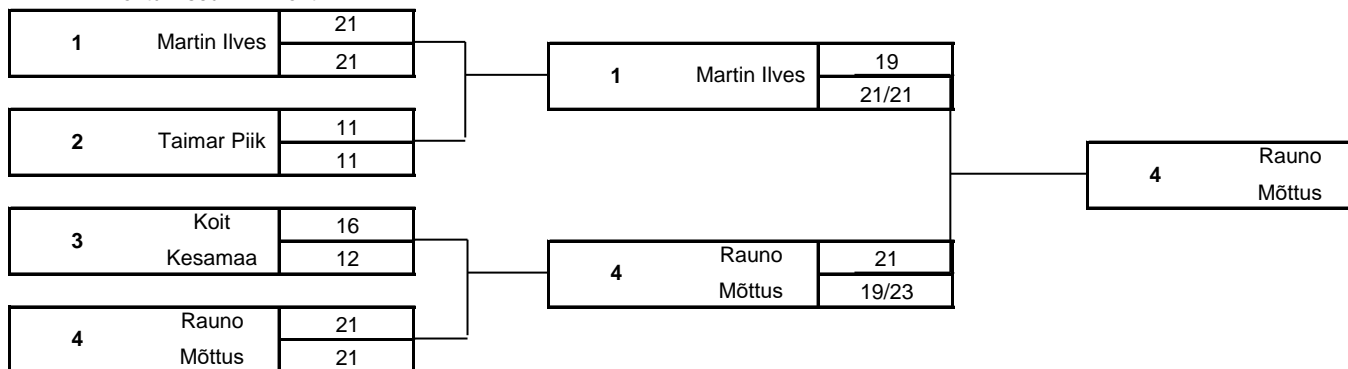 1 Martin Ilves 21
21
2 Taimar Piik 11
11
3 Koit 16
Kesamaa 12
4 Rauno 21
Mõttus 21
1 Martin Ilves 19
21/21
4 Rauno 21
Mõttus 19/23
4 Rauno
Mõttus